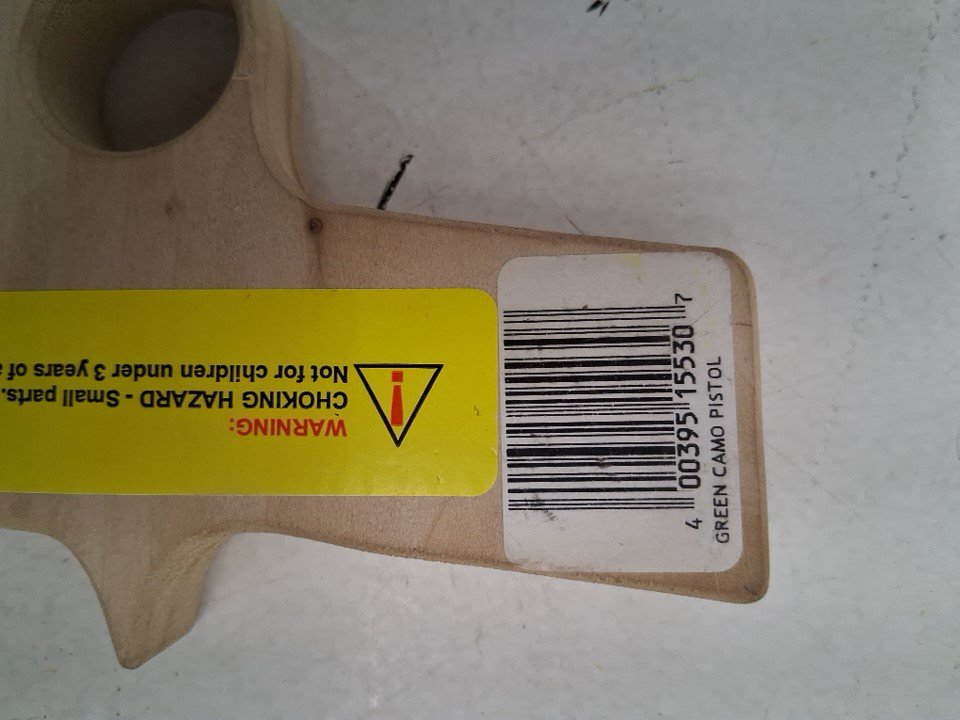 WARNING:
CHOKING HAZARD - Small parts.
Not for children under 3 years of a
4 00395 15530 7
GREEN CAMO PISTOL